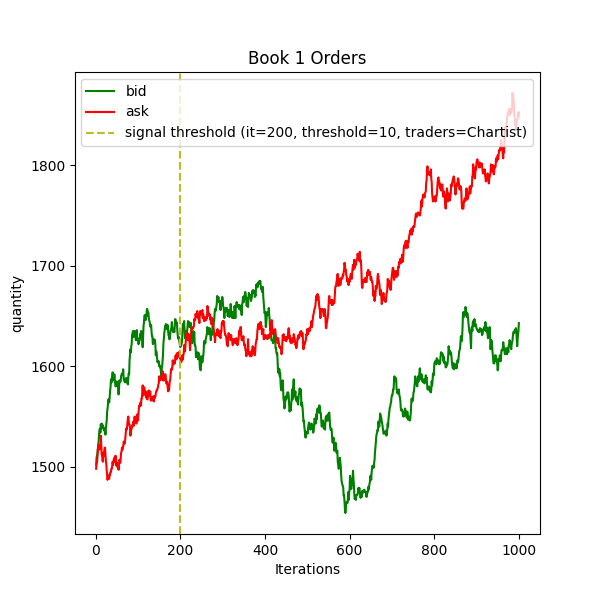 Book 1 Orders
bid
ask
signal threshold (it=200, threshold=10, traders=Chartist)
1800
1700
1600
1500
quantity
0 200 400 600 800 1000
Iterations